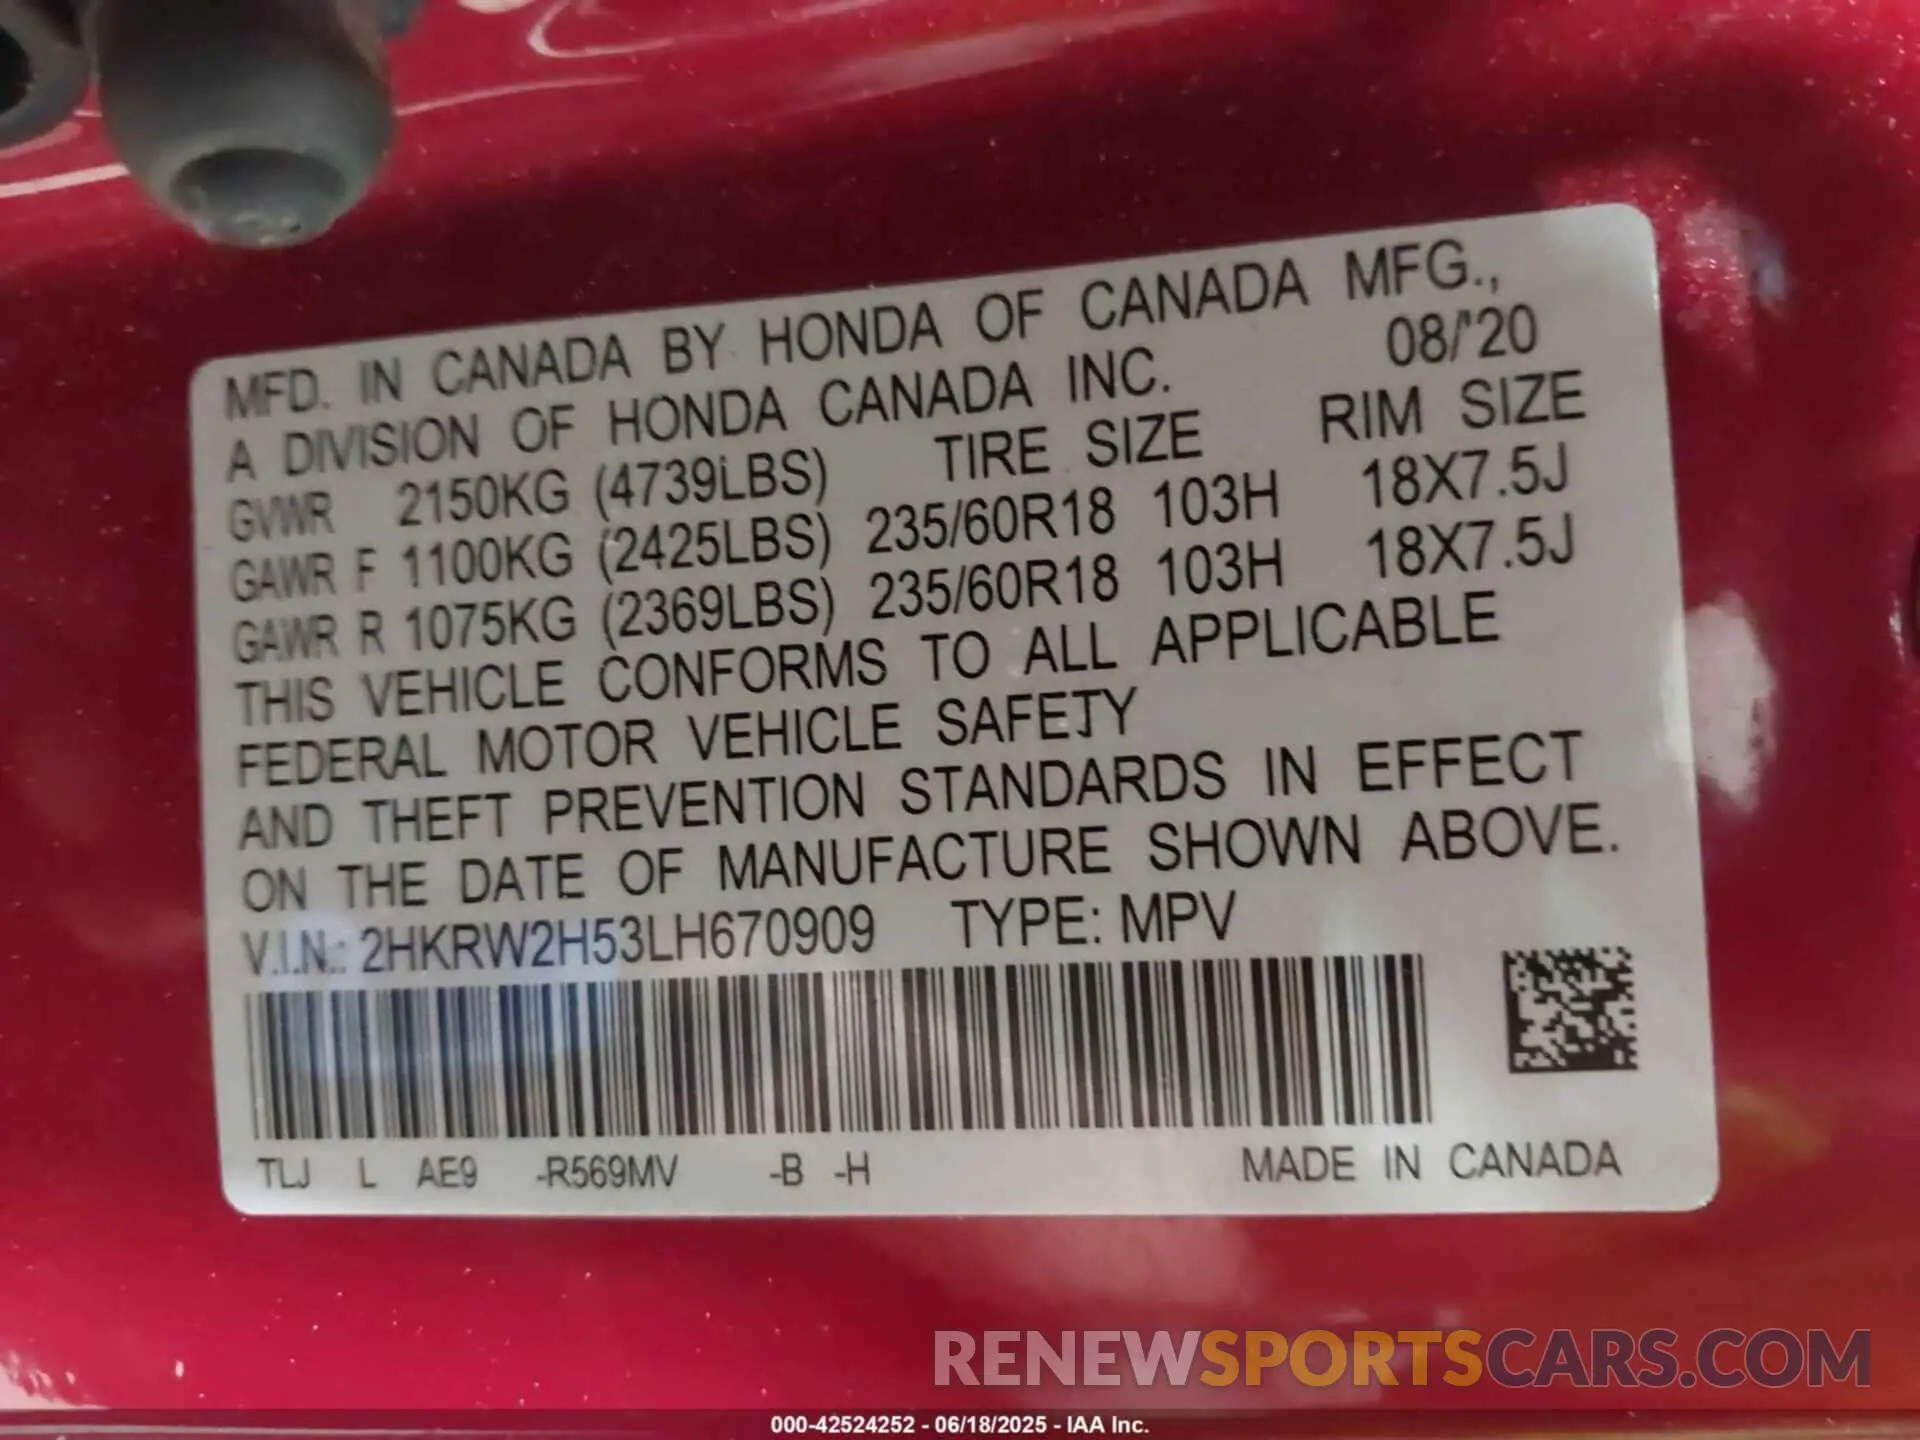 MFD. IN CANADA BY HONDA OF CANADA MFG.,
A DIVISION OF HONDA CANADA INC. 08/'20
GVWR 2150KG (4739LBS) TIRE SIZE RIM SIZE
GAWR F 1100KG (2425LBS) 235/60R18 103H 18X7.5J
GAWR R 1075KG (2369LBS) 235/60R18 103H 18X7.5J
THIS VEHICLE CONFORMS TO ALL APPLICABLE
FEDERAL MOTOR VEHICLE SAFETY
AND THEFT PREVENTION STANDARDS IN EFFECT
ON THE DATE OF MANUFACTURE SHOWN ABOVE.
V.I.N.: 2HKRW2H53LH670909 TYPE: MPV
TLJ L AE9 -R569MV -B -H MADE IN CANADA
RENEWSPORTSCARS.COM
000-42524252 - 06/18/2025 - IAA Inc.